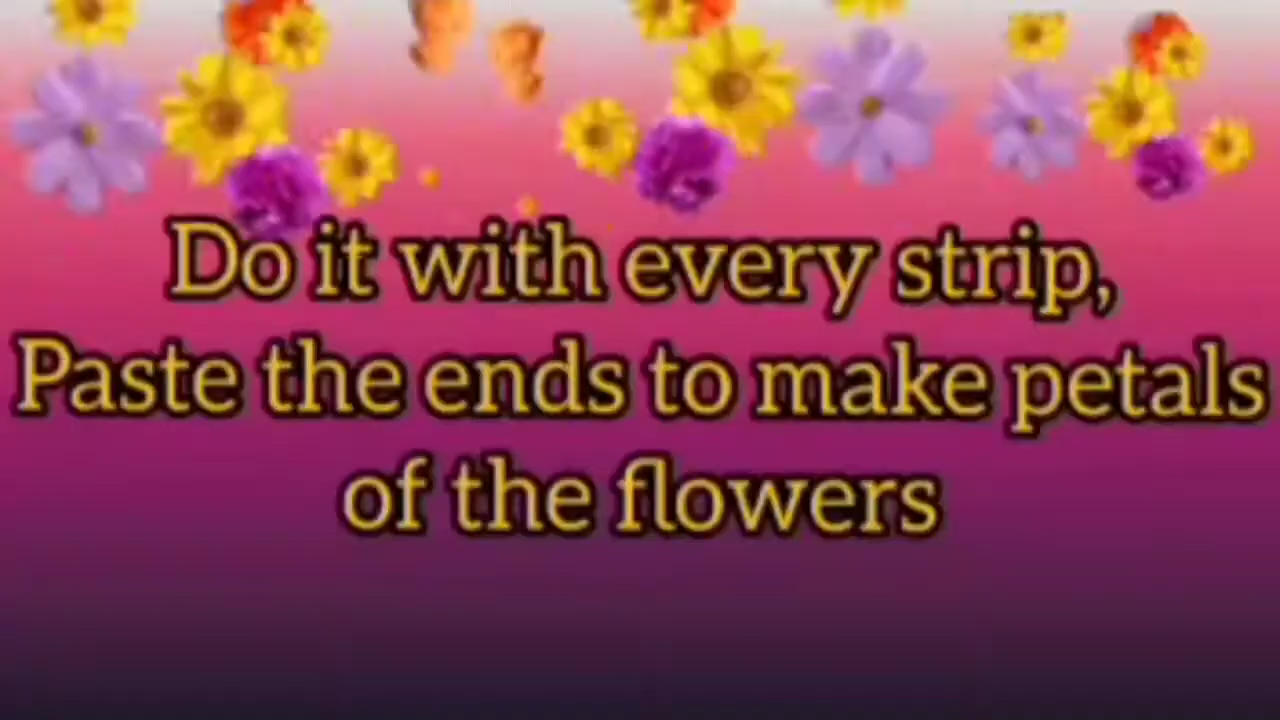 Do it with every strip,
Paste the ends to make petals
of the flowers